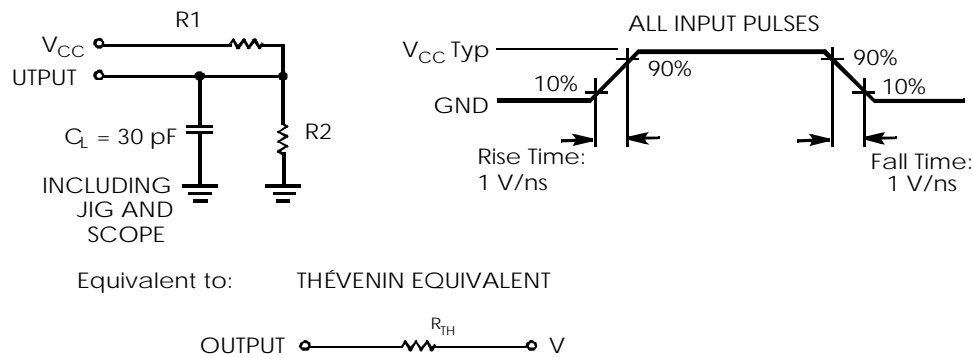 R1
VCC
UTPUT
CL = 30 pF
R2
INCLUDING
JIG AND
SCOPE
ALL INPUT PULSES
VCC Typ
10%
90%
90%
10%
GND
Rise Time:
1 V/ns
Fall Time:
1 V/ns
Equivalent to: THÉVENIN EQUIVALENT
OUTPUT RTH V